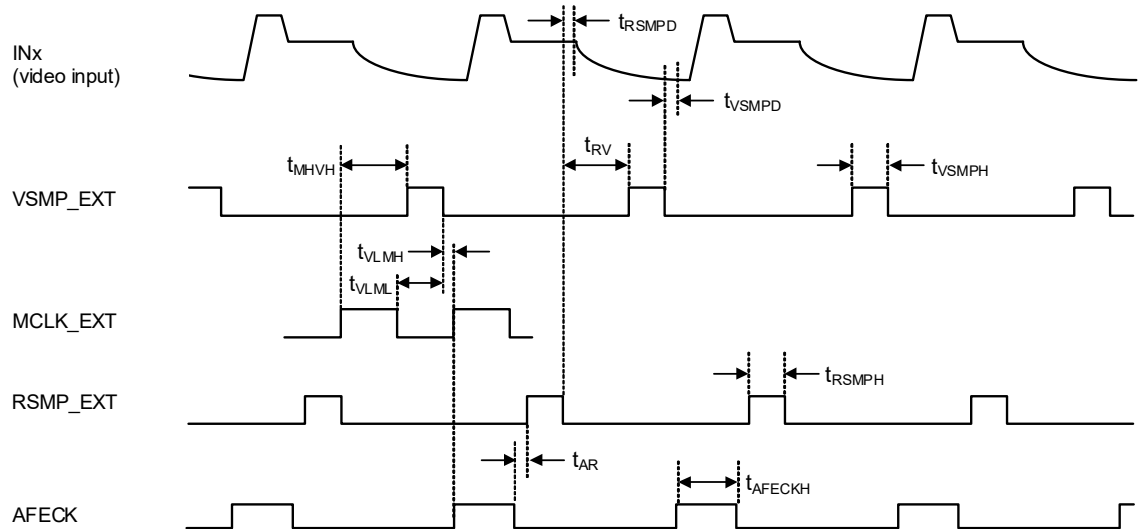 INx
(video input)
tRSMPD
tVSMPD
tMHVH
tRV
tVSMPH
VSMP_EXT
tVLMH
tVLML
MCLK_EXT
tRSMPH
RSMP_EXT
tAR
tAFECKH
AFECK